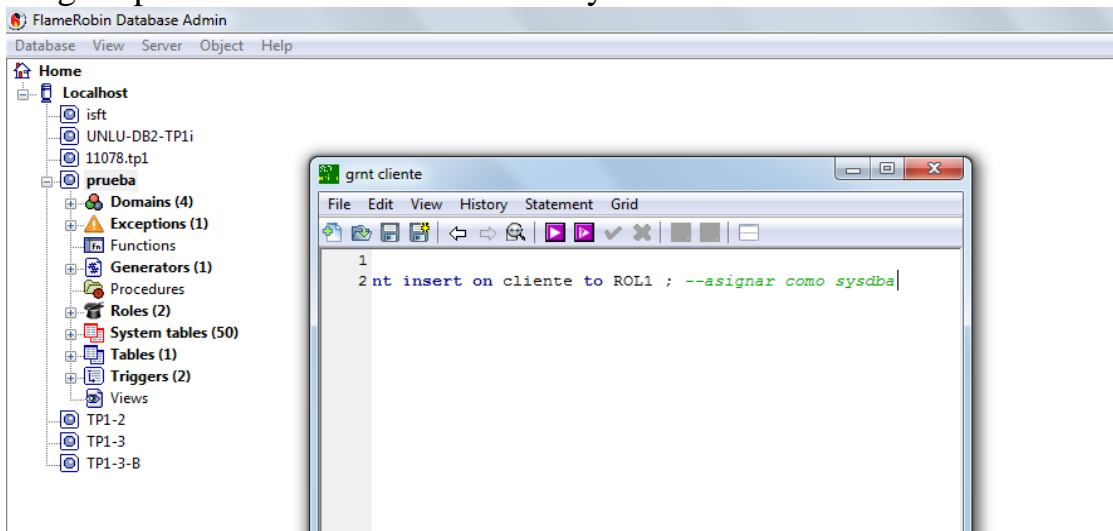 FlameRobin Database Admin
Database View Server Object Help
Home
Localhost
isft
UNLU-DB2-TP1i
11078.tp1
prueba
Domains (4)
Exceptions (1)
Functions
Generators (1)
Procedures
Roles (2)
System tables (50)
Tables (1)
Triggers (2)
Views
TP1-2
TP1-3
TP1-3-B
grnt cliente
File Edit View History Statement Grid
1
2 nt insert on cliente to ROL1 ; --asignar como sysdba